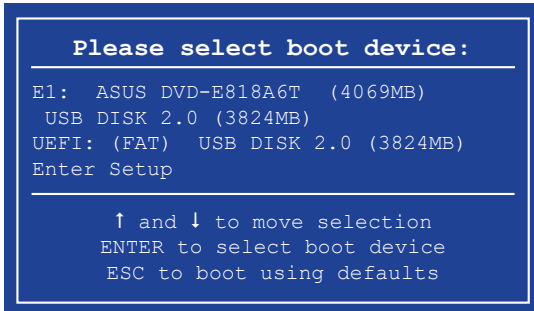 Please select boot device:
E1: ASUS DVD-E818A6T (4069MB)
USB DISK 2.0 (3824MB)
UEFI: (FAT) USB DISK 2.0 (3824MB)
Enter Setup
↑ and ↓ to move selection
ENTER to select boot device
ESC to boot using defaults